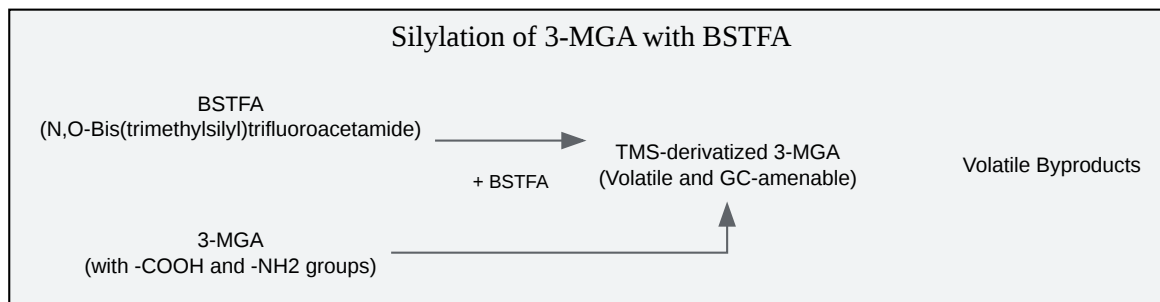 Silylation of 3-MGA with BSTFA
BSTFA
(N,O-Bis(trimethylsilyl)trifluoroacetamide)
+ BSTFA
TMS-derivatized 3-MGA
(Volatile and GC-amenable)
Volatile Byproducts
3-MGA
(with -COOH and -NH2 groups)